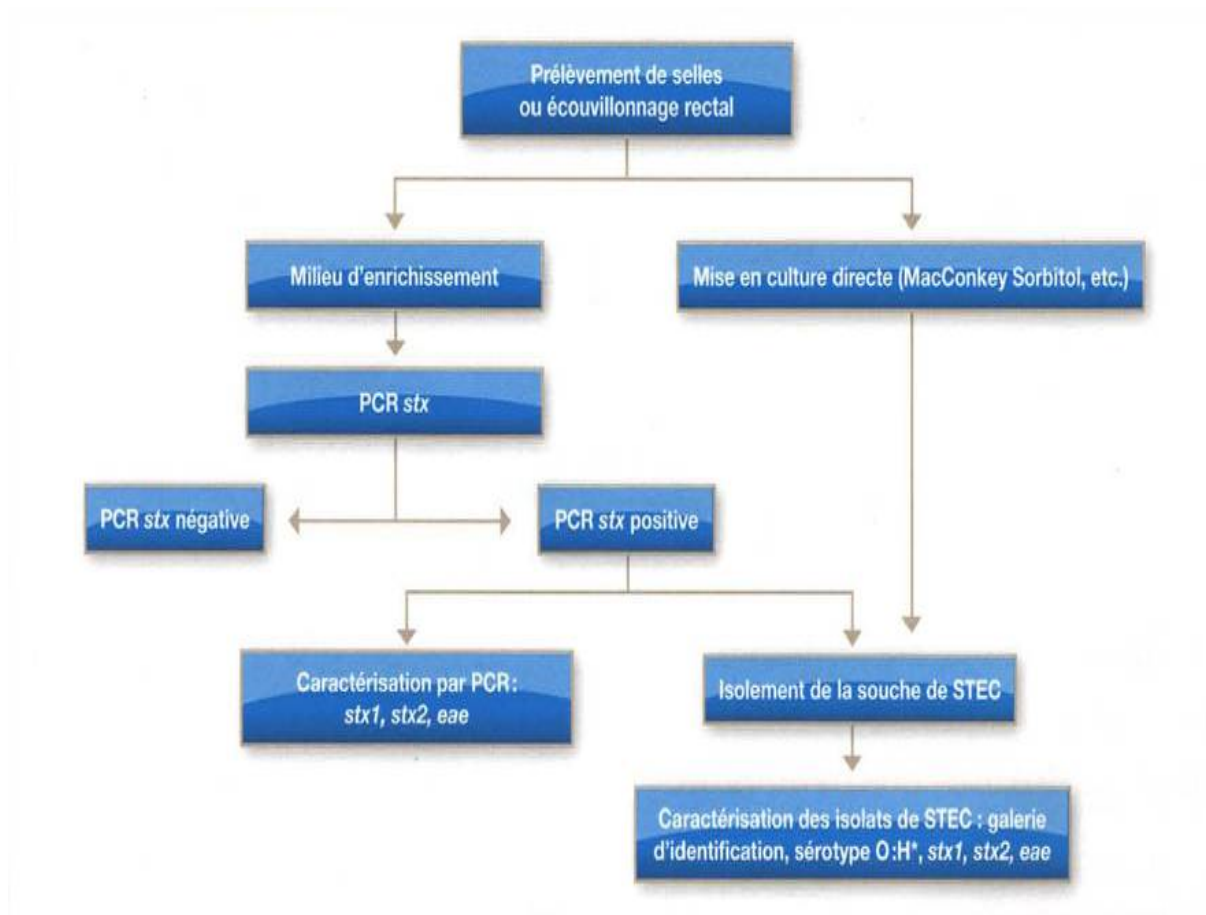 Prélèvement de selles
ou écouvillonnage rectal
Milieu d'enrichissement
Mise en culture directe (MacConkey Sorbitol, etc.)
PCR stx
PCR stx négative
PCR stx positive
Caractérisation par PCR :
stx1, stx2, eae
Isolement de la souche de STEC
Caractérisation des isolats de STEC : galerie
d'identification, sérotype O:H*, stx1, stx2, eae